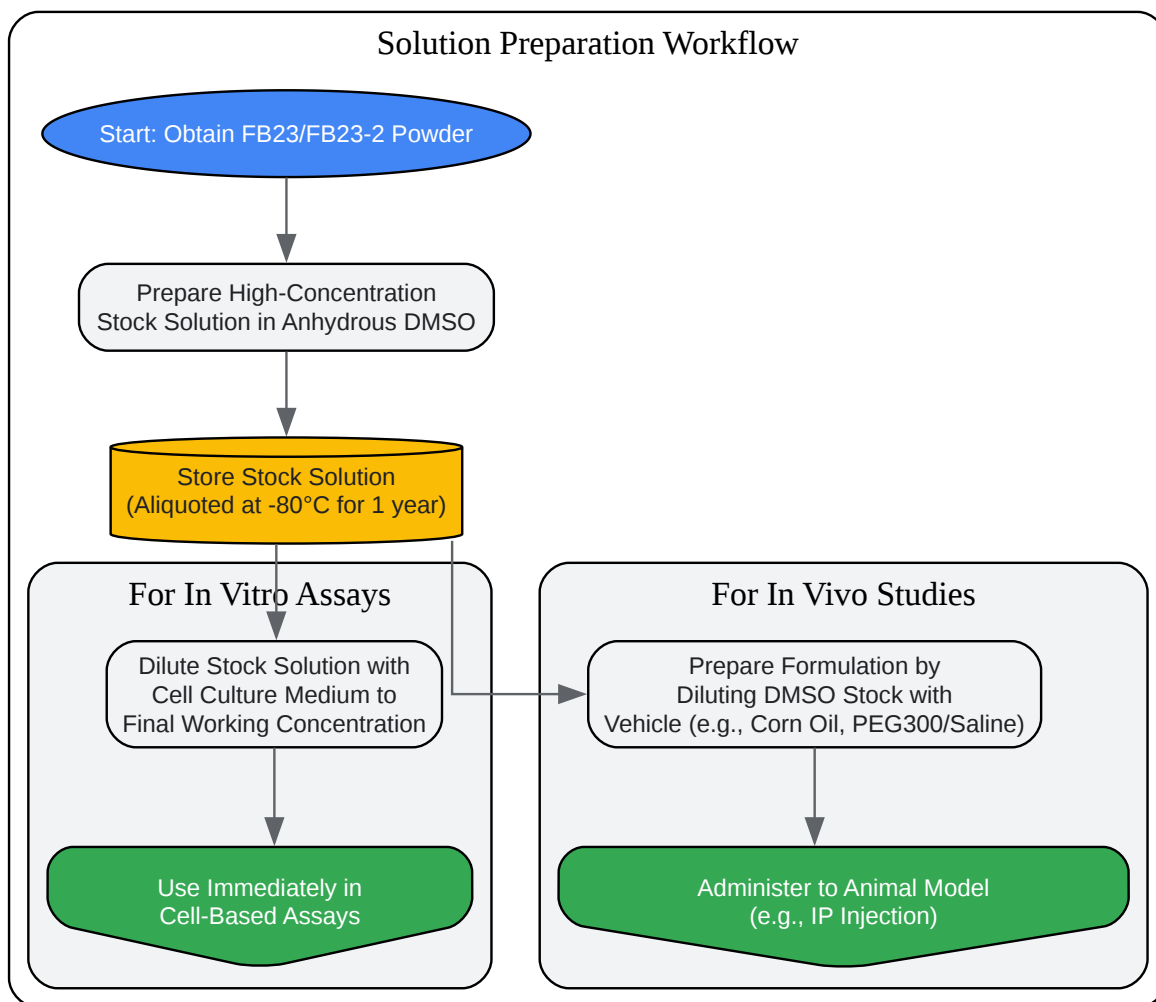 Solution Preparation Workflow
Start: Obtain FB23/FB23-2 Powder
Prepare High-Concentration
Stock Solution in Anhydrous DMSO
Store Stock Solution
(Aliquoted at -80°C for 1 year)
For In Vitro Assays
Dilute Stock Solution with
Cell Culture Medium to
Final Working Concentration
Use Immediately in
Cell-Based Assays
For In Vivo Studies
Prepare Formulation by
Diluting DMSO Stock with
Vehicle (e.g., Corn Oil, PEG300/Saline)
Administer to Animal Model
(e.g., IP Injection)